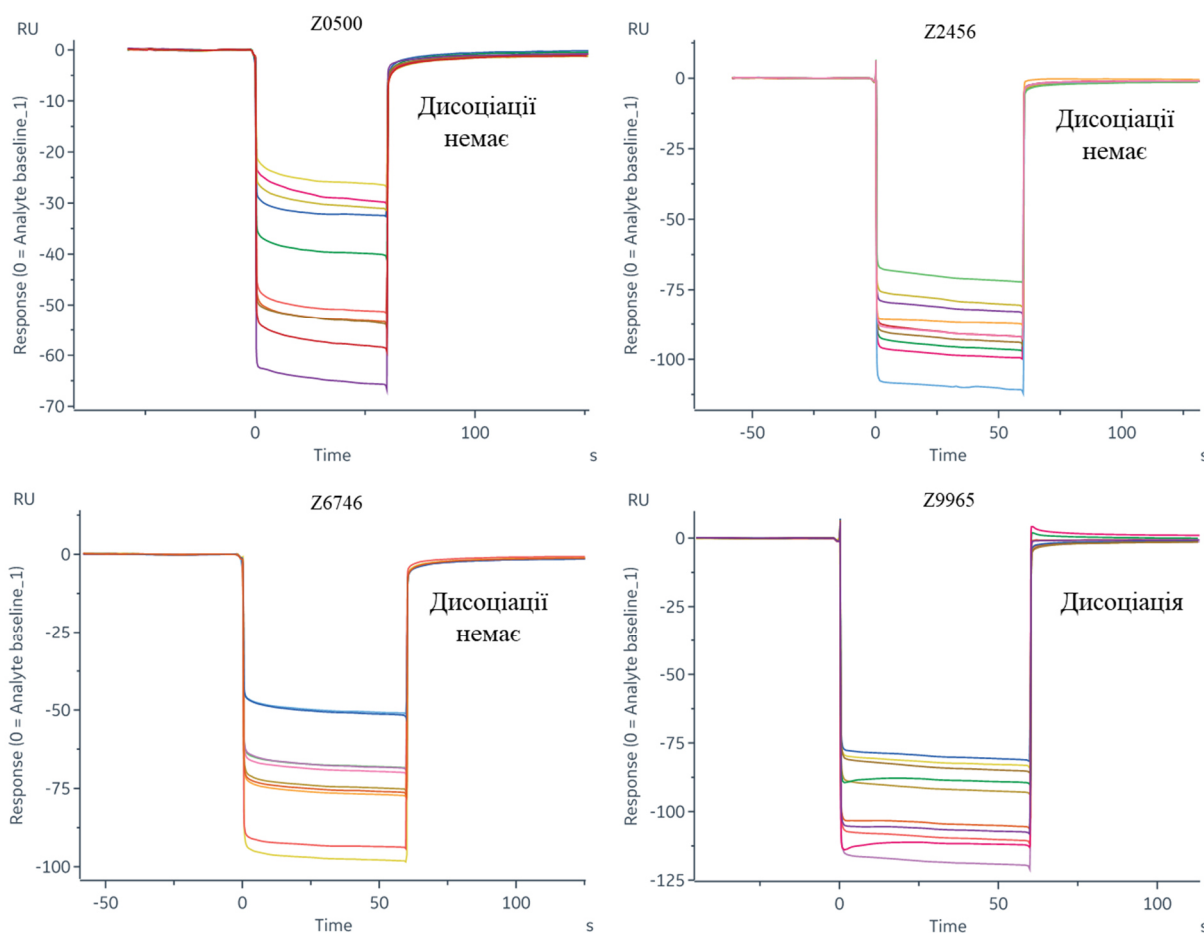 RU
Z0500
0
-10
-20
-30
-40
-50
-60
-70
Response (0 = Analyte baseline_1)
Дисоціації
немає
0
100
Time
s
RU
Z2456
0
-25
-50
-75
-100
Response (0 = Analyte baseline_1)
Дисоціації
немає
-50
0
50
100
Time
s
RU
Z6746
0
-25
-50
-75
-100
Response (0 = Analyte baseline_1)
Дисоціації
немає
-50
0
50
100
Time
s
RU
Z9965
0
-25
-50
-75
-100
-125
Response (0 = Analyte baseline_1)
Дисоціація
0
50
100
Time
s